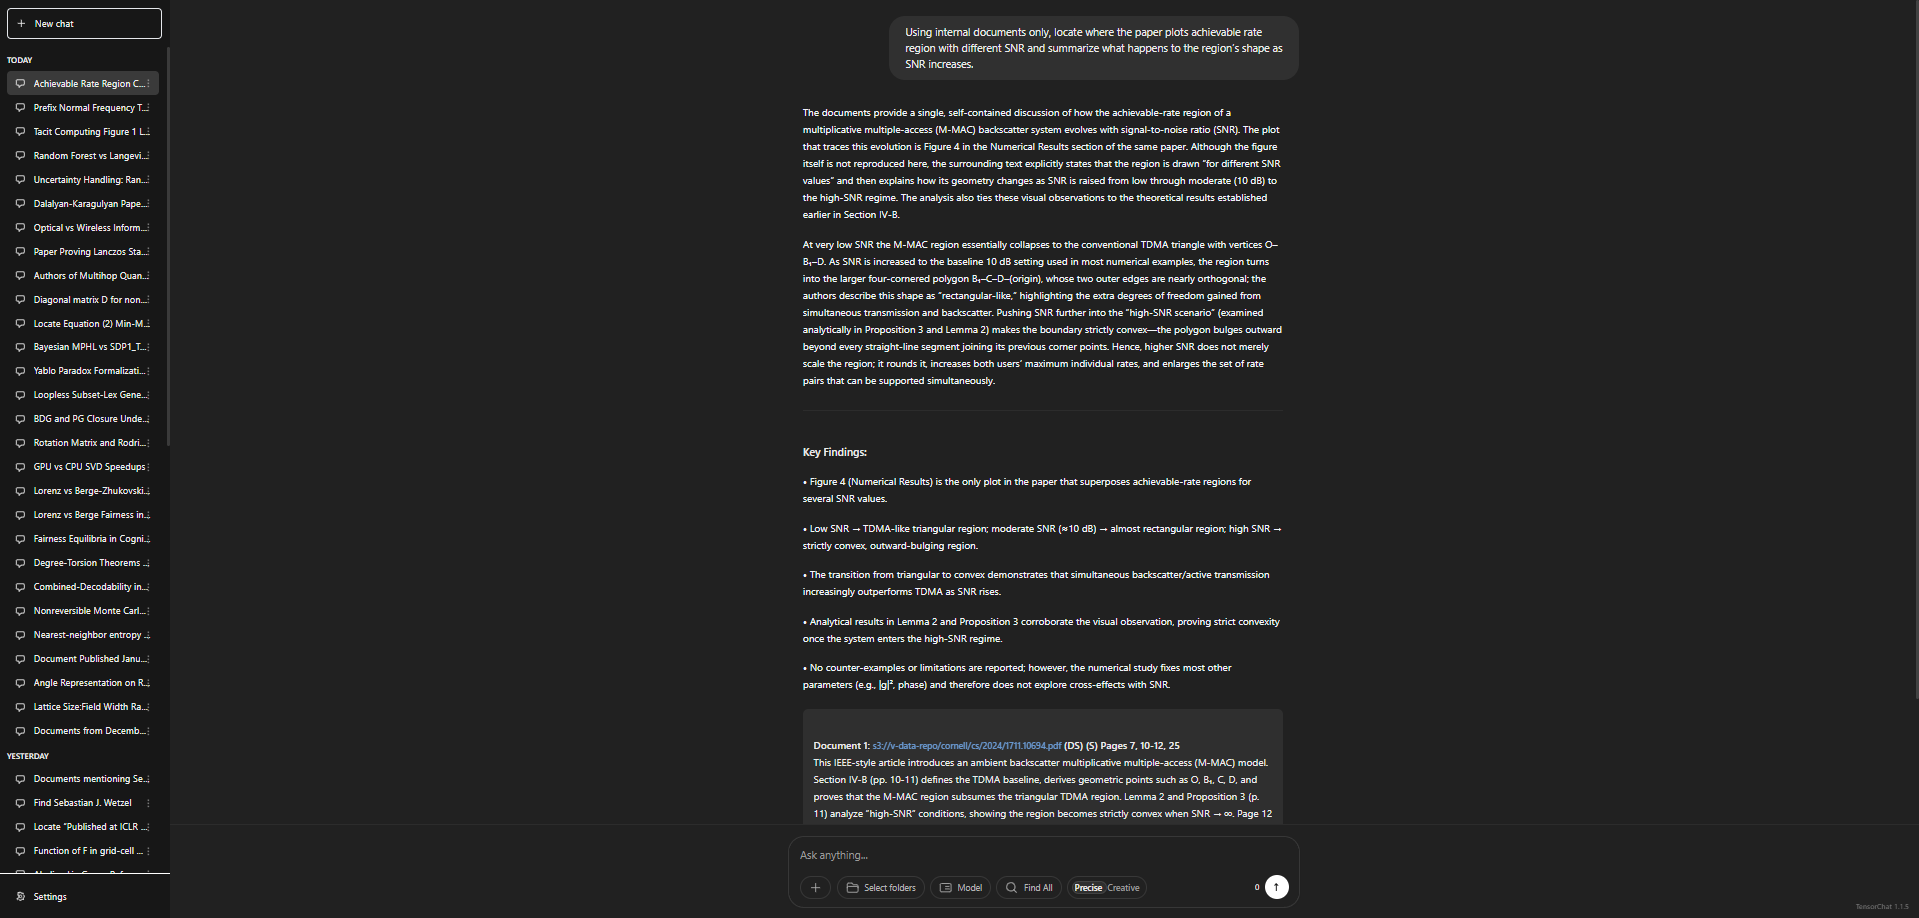 New chat
TODAY
Achievable Rate Region C...
Prefix Normal Frequency T...
Tacit Computing Figure 1 L...
Random Forest vs Langevi...
Uncertainty Handling: Ran...
Dalalyan-Karagulyan Pape...
Optical vs Wireless Inform...
Paper Proving Lanczos Sta...
Authors of Multihop Quan...
Diagonal matrix D for non...
Locate Equation (2) Min-M...
Bayesian MPHL vs SDP1_T...
Yablo Paradox Formalizati...
Loopless Subset-Lex Gene...
BDG and PG Closure Unde...
Rotation Matrix and Rodri...
GPU vs CPU SVD Speedups
Lorenz vs Berge-Zhukovski...
Lorenz vs Berge Fairness in...
Fairness Equilibria in Cogni...
Degree-Torsion Theorems ...
Combined-Decodability in...
Nonreversible Monte Carl...
Nearest-neighbor entropy ...
Document Published Janu...
Angle Representation on R...
Lattice Size:Field Width Ra...
Documents from Decemb...
YESTERDAY
Documents mentioning Se...
Find Sebastian J. Wetzel
Locate "Published at ICLR ...
Function of F in grid-cell ...
Settings
Using internal documents only, locate where the paper plots achievable rate
region with different SNR and summarize what happens to the region's shape as
SNR increases.
The documents provide a single, self-contained discussion of how the achievable-rate region of a
multiplicative multiple-access (M-MAC) backscatter system evolves with signal-to-noise ratio (SNR). The plot
that traces this evolution is Figure 4 in the Numerical Results section of the same paper. Although the figure
itself is not reproduced here, the surrounding text explicitly states that the region is drawn "for different SNR
values" and then explains how its geometry changes as SNR is raised from low through moderate (10 dB) to
the high-SNR regime. The analysis also ties these visual observations to the theoretical results established
earlier in Section IV-B.
At very low SNR the M-MAC region essentially collapses to the conventional TDMA triangle with vertices O–
B₁–D. As SNR is increased to the baseline 10 dB setting used in most numerical examples, the region turns
into the larger four-cornered polygon B₁–C–D–(origin), whose two outer edges are nearly orthogonal; the
authors describe this shape as "rectangular-like," highlighting the extra degrees of freedom gained from
simultaneous transmission and backscatter. Pushing SNR further into the "high-SNR scenario" (examined
analytically in Proposition 3 and Lemma 2) makes the boundary strictly convex—the polygon bulges outward
beyond every straight-line segment joining its previous corner points. Hence, higher SNR does not merely
scale the region; it rounds it, increases both users' maximum individual rates, and enlarges the set of rate
pairs that can be supported simultaneously.
Key Findings:
• Figure 4 (Numerical Results) is the only plot in the paper that superposes achievable-rate regions for
several SNR values.
• Low SNR → TDMA-like triangular region; moderate SNR (≈10 dB) → almost rectangular region; high SNR →
strictly convex, outward-bulging region.
• The transition from triangular to convex demonstrates that simultaneous backscatter/active transmission
increasingly outperforms TDMA as SNR rises.
• Analytical results in Lemma 2 and Proposition 3 corroborate the visual observation, proving strict convexity
once the system enters the high-SNR regime.
• No counter-examples or limitations are reported; however, the numerical study fixes most other
parameters (e.g., |g|², phase) and therefore does not explore cross-effects with SNR.
Document 1: s3://v-data-repo/cornell/cs/2024/1711.10694.pdf (DS) (S) Pages 7, 10-12, 25
This IEEE-style article introduces an ambient backscatter multiplicative multiple-access (M-MAC) model.
Section IV-B (pp. 10-11) defines the TDMA baseline, derives geometric points such as O, B₁, C, D, and
proves that the M-MAC region subsumes the triangular TDMA region. Lemma 2 and Proposition 3 (p.
11) analyze "high-SNR" conditions, showing the region becomes strictly convex when SNR → ∞. Page 12
Ask anything...
Select folders
Model
Find All
Precise
Creative
0
TensorChat 1.1.5